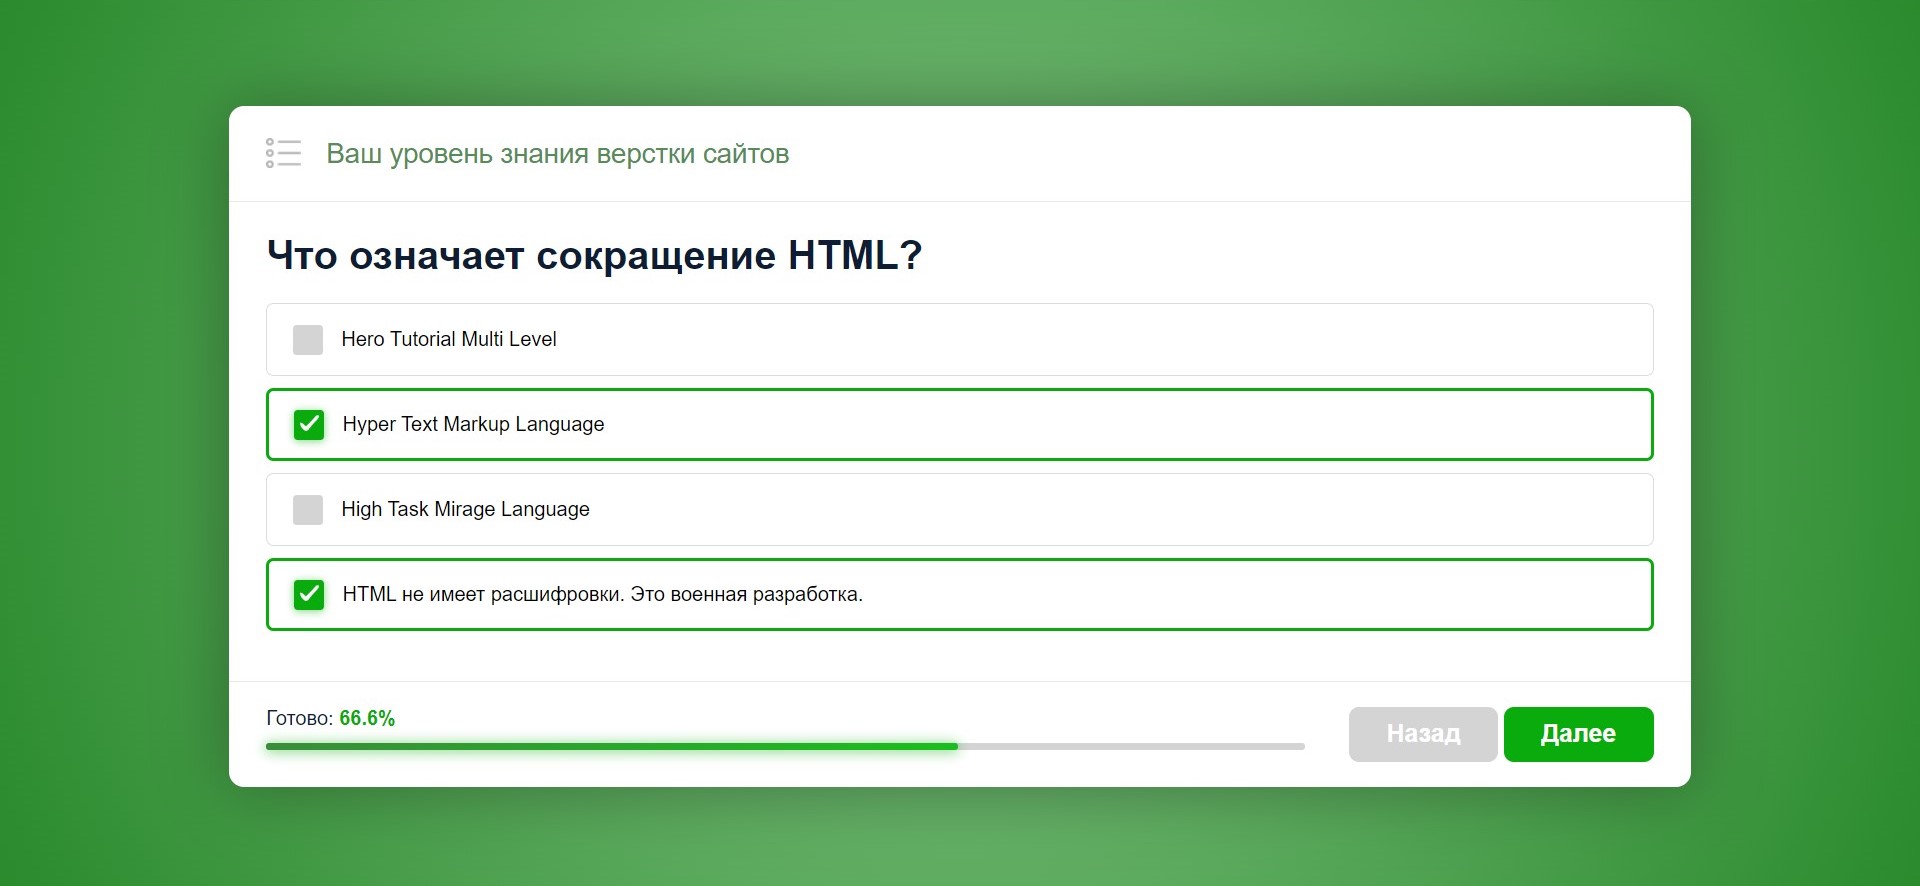 Ваш уровень знания верстки сайтов
Что означает сокращение HTML?
Hero Tutorial Multi Level
Hyper Text Markup Language
High Task Mirage Language
HTML не имеет расшифровки. Это военная разработка.
Готово: 66.6%
Назад
Далее